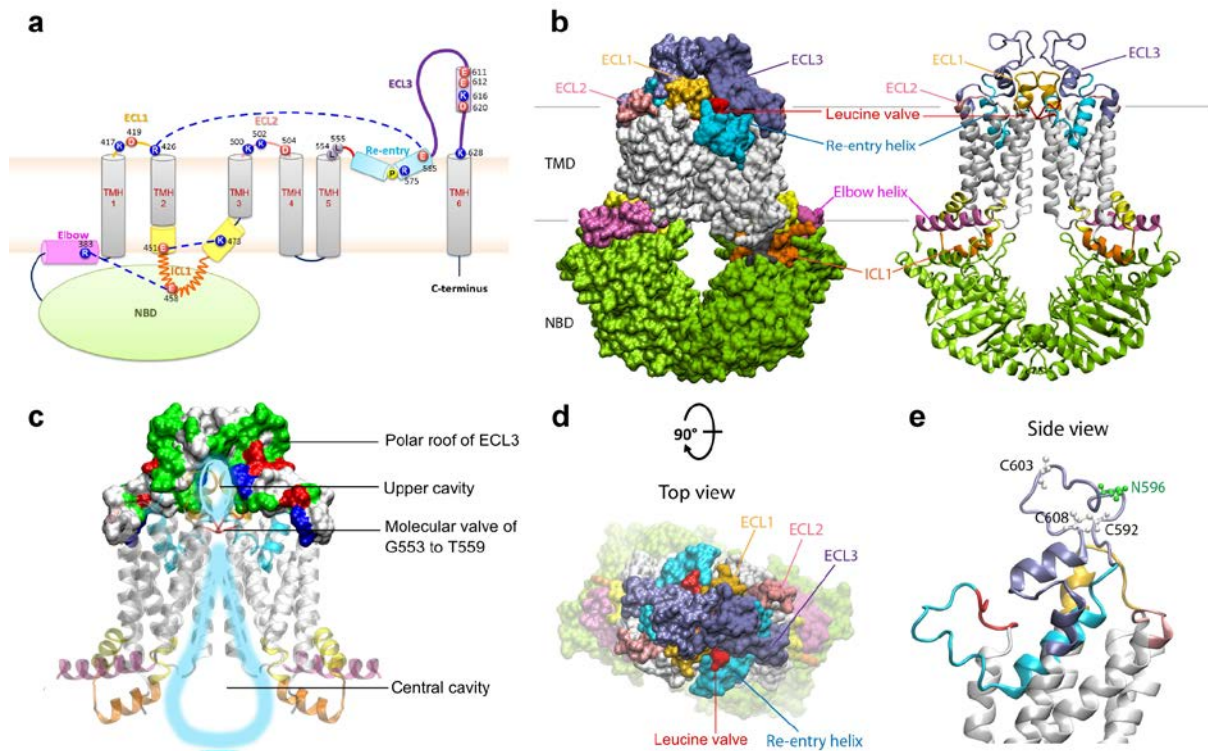 a
ECL1
417 K D 419 R 426
ECL2
500 K K 502 D 504
554 L L 555
Re-entry
P R 575 E 585
ECL3
E 611
E 612
K 616
D 620
K 628
TMH 1
TMH 2
TMH 3
TMH 4
TMH 5
TMH 6
Elbow
383 R
451 E
K 473
ICL1
E 458
NBD
C-terminus
b
ECL1
ECL3
ECL2
Leucine valve
Re-entry helix
TMD
Elbow helix
ICL1
NBD
ECL1
ECL3
ECL2
c
Polar roof of ECL3
Upper cavity
Molecular valve of
G553 to T559
Central cavity
d
90°
Top view
ECL1
ECL2
ECL3
Leucine valve
Re-entry helix
e
Side view
C603
N596
C608
C592